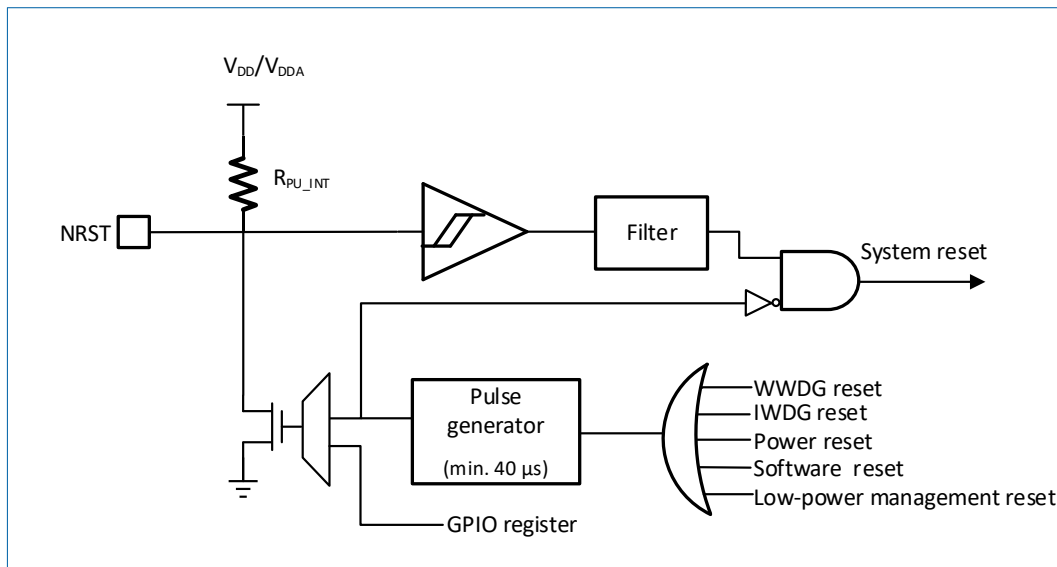 VDD/VDDA
RPU_INT
NRST
Filter
System reset
Pulse
generator
(min. 40 µs)
WWDG reset
IWDG reset
Power reset
Software reset
Low-power management reset
GPIO register